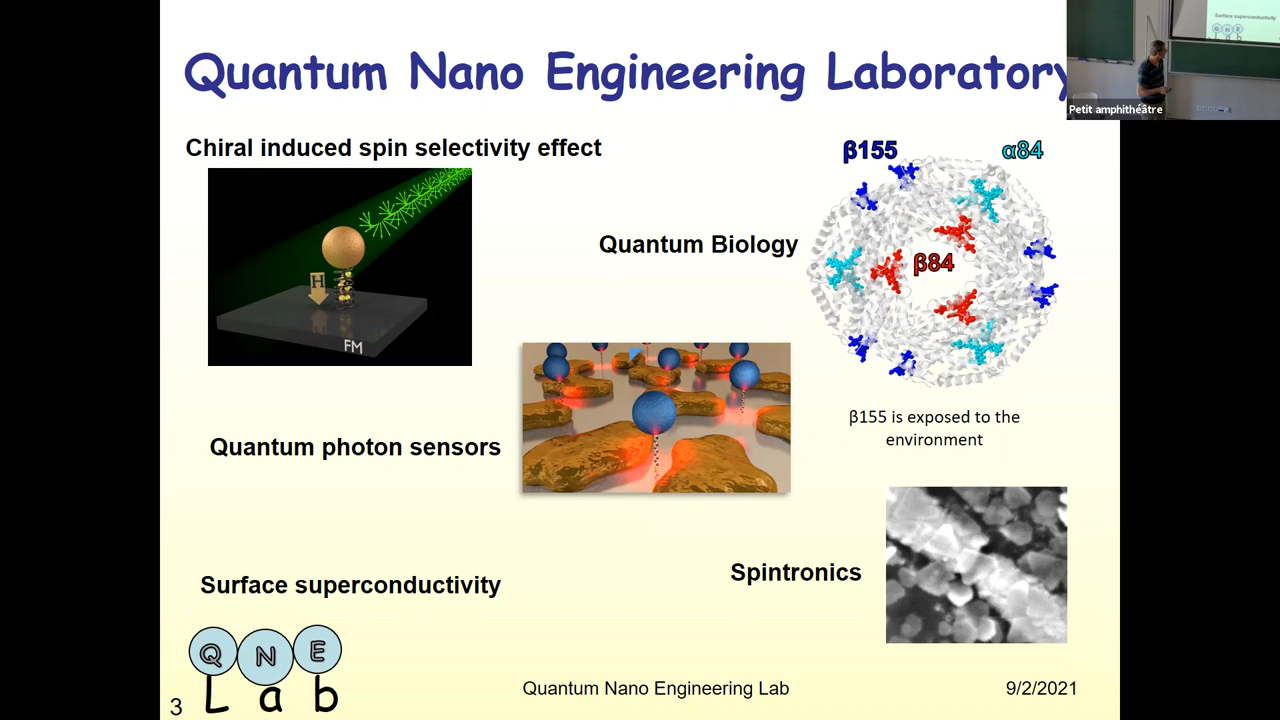 Quantum Nano Engineering Laboratory
Petit amphithéâtre
Surface superconductivity
Q N E
L a b
Chiral induced spin selectivity effect
H
FM
Quantum Biology
β155
α84
β84
β155 is exposed to the
environment
Quantum photon sensors
Spintronics
Surface superconductivity
Q N E
Lab
3
Quantum Nano Engineering Lab
9/2/2021